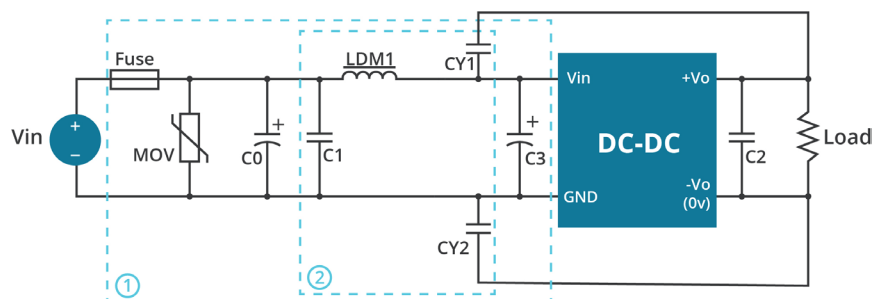 Fuse
LDM1
CY1
Vin
+Vo
Vin
+
−
MOV
C0
+
C1
+
C3
DC-DC
C2
Load
GND
-Vo
(0v)
CY2
1
2